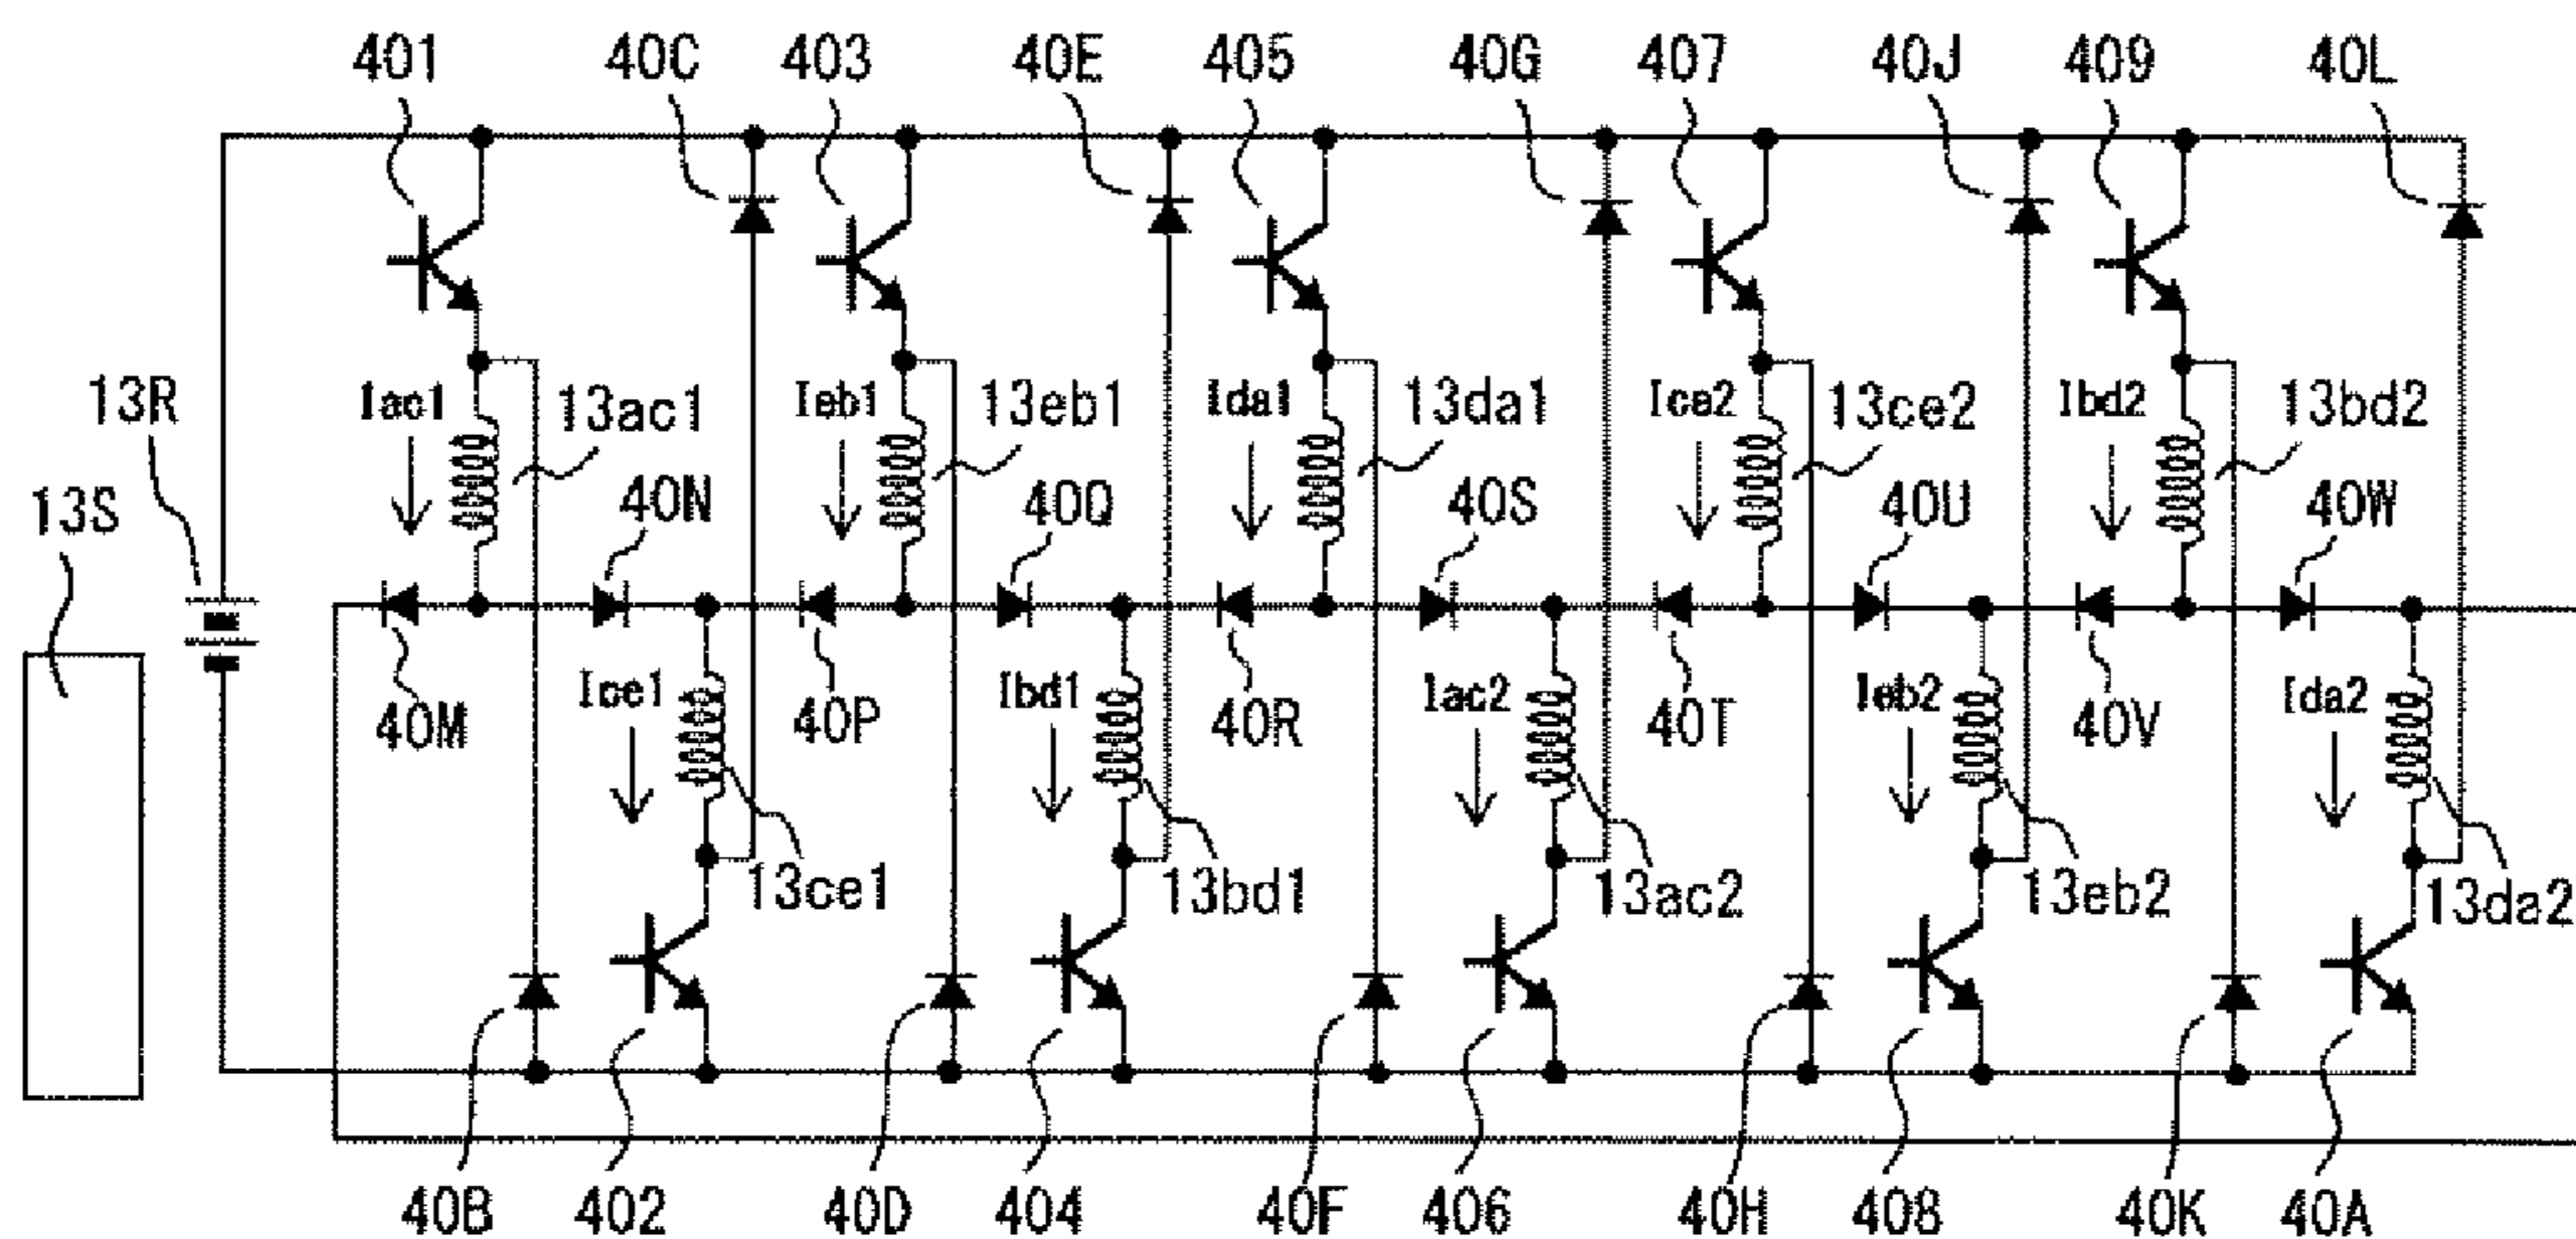 401 40C 403 40E 405 40G 407 40J 409 40L
13R Iac1 13ac1 Ieb1 13eb1 Ida1 13da1 Ice2 13ce2 Ibd2 13bd2
13S 40N 40Q 40S 40U 40W
40M Ice1 40P Ibd1 40R Iac2 40T Ieb2 40V Ida2
13ce1 13bd1 13ac2 13eb2 13da2
40B 402 40D 404 40F 406 40H 408 40K 40A